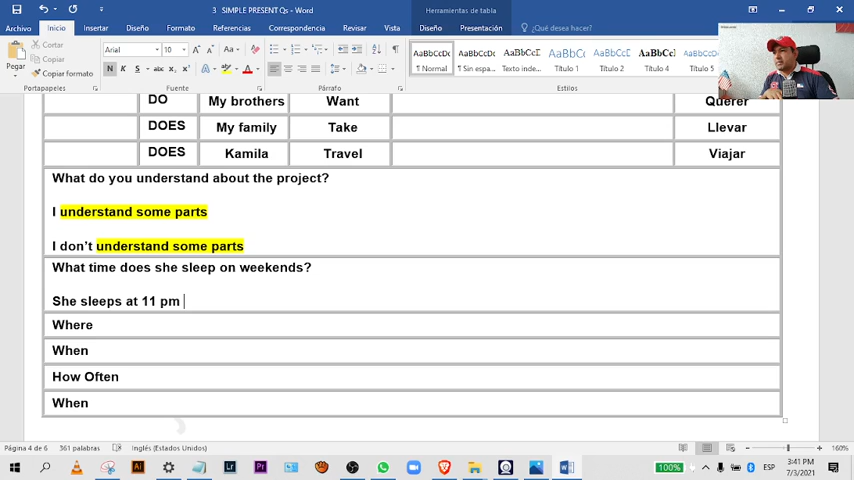 3 SIMPLE PRESENT Qs - Word
Herramientas de tabla
Archivo Inicio Insertar Diseño Formato Referencias Correspondencia Revisar Vista Diseño Presentación ¿Qué desea hacer?
Cortar
Copiar
Copiar formato
Pegar
Arial 10
N K S
AaBbCcDc AaBbCcDc AaBbCcD AaBbCc AaBbCcD AaBbCcD AaBbCcD
¶ Normal ¶ Sin espa... Texto inde... Título 1 Título 2 Título 4 Título 5
Portapapeles Fuente Párrafo Estilos
DO My brothers Want Querer
DOES My family Take Llevar
DOES Kamila Travel Viajar
What do you understand about the project?
I understand some parts
I don’t understand some parts
What time does she sleep on weekends?
She sleeps at 11 pm
Where
When
How Often
When
Página 4 de 6 361 palabras Inglés (Estados Unidos) 160%
100% ESP 3:41 PM
7/3/2021